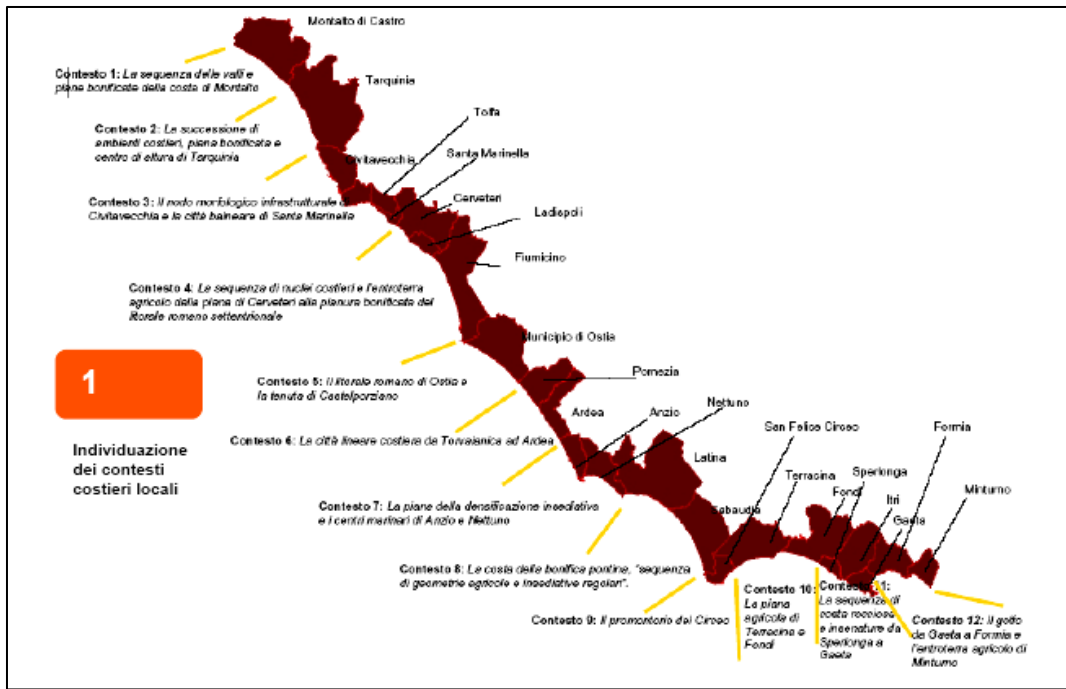 Montalto di Castro
Contesto 1: La sequenza delle valli e
piane bonificate della costa di Montalto
Tarquinia
Contesto 2: La successione di
ambienti costieri, piana bonificata e
centro di altura di Tarquinia
Tolfa
Civitavecchia
Santa Marinella
Contesto 3: Il nodo morfologico infrastrutturale di
Civitavecchia e la città balneare di Santa Marinella
Cerveteri
Ladispoli
Fiumicino
Contesto 4: La sequenza di nuclei costieri e l'entroterra
agricolo della piana di Cerveteri alla pianura bonificata del
litorale romano settentrionale
Municipio di Ostia
1
Individuazione
dei contesti
costieri locali
Contesto 5: Il litorale romano di Ostia e
la tenuta di Castelporziano
Pomezia
Ardea
Anzio
Nettuno
Contesto 6: La città lineare costiera da Torvaianica ad Ardea
San Felice Circeo
Formia
Latina
Terracina
Sperlonga
Fondi
Itri
Minturno
Gaeta
Sabaudia
Contesto 7: La piane della densificazione insediativa
e i centri marinari di Anzio e Nettuno
Contesto 8: La costa della bonifica pontina, "sequenza
di geometrie agricole e insediative regolari".
Contesto 9: Il promontorio del Circeo
Contesto 10:
La piana
agricola di
Terracina e
Fondi
Contesto 11:
La sequenza di
costa rocciosa
e insenature da
Sperlonga a
Gaeta
Contesto 12: Il golfo
da Gaeta a Formia e
l'entroterra agricolo di
Minturno